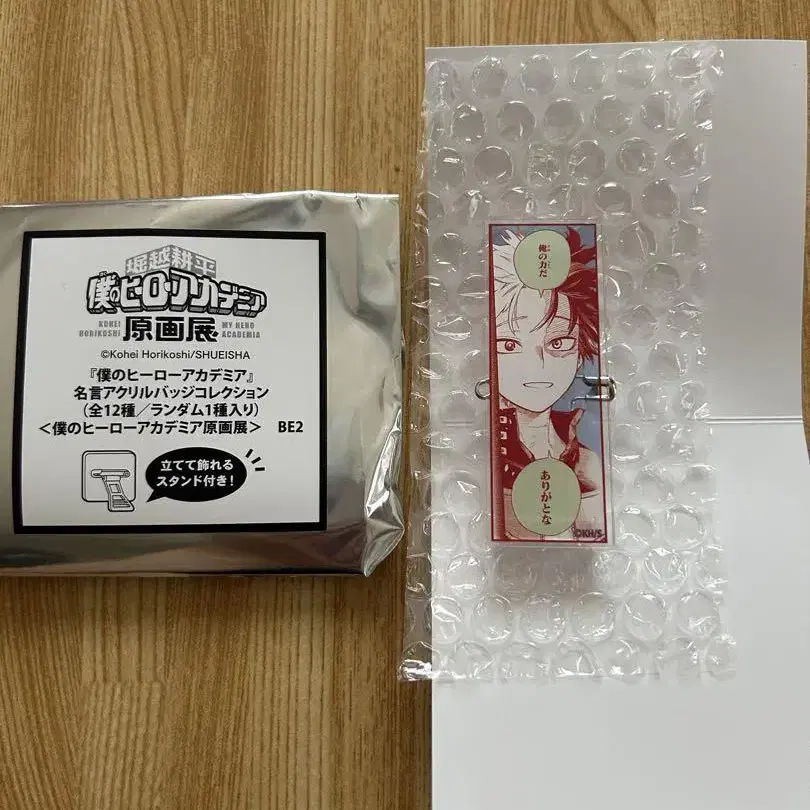 堀越耕平
僕のヒーローアカデミア
KOHEI HORIKOSHI
原画展
MY HERO ACADEMIA
©Kohei Horikoshi/SHUEISHA
『僕のヒーローアカデミア』
名言アクリルバッジコレクション
（全12種／ランダム1種入り）
＜僕のヒーローアカデミア原画展＞ BE2
立てて飾れる
スタンド付き！
俺の力だ
ありがとな
©KH/S